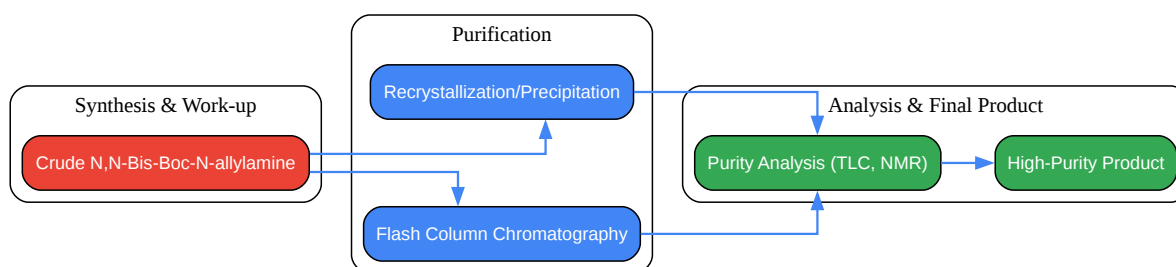 Synthesis & Work-up
Crude N,N-Bis-Boc-N-allylamine
Purification
Recrystallization/Precipitation
Flash Column Chromatography
Analysis & Final Product
Purity Analysis (TLC, NMR)
High-Purity Product